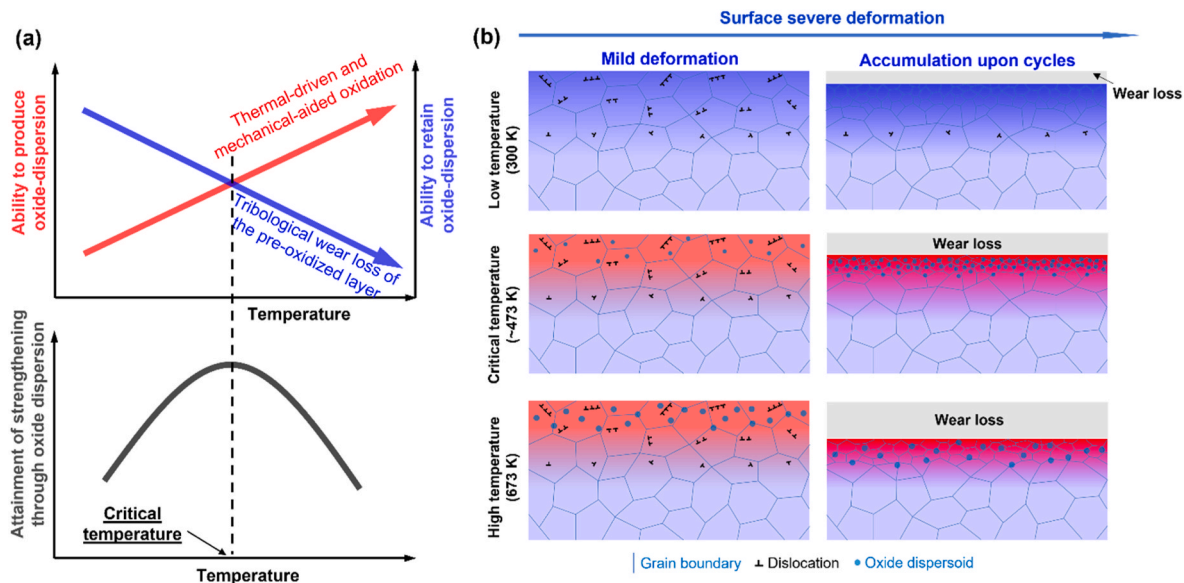 (a)
Ability to produce
oxide-dispersion
Thermal-driven and
mechanical-aided oxidation
Tribological wear loss of
the pre-oxidized layer
Ability to retain
oxide-dispersion
Temperature
Attainment of strengthening
through oxide dispersion
Critical
temperature
Temperature
Surface severe deformation
(b)
Mild deformation
Accumulation upon cycles
Wear loss
Low temperature
(300 K)
Critical temperature
(~473 K)
Wear loss
High temperature
(673 K)
Wear loss
Grain boundary
Dislocation
Oxide dispersoid